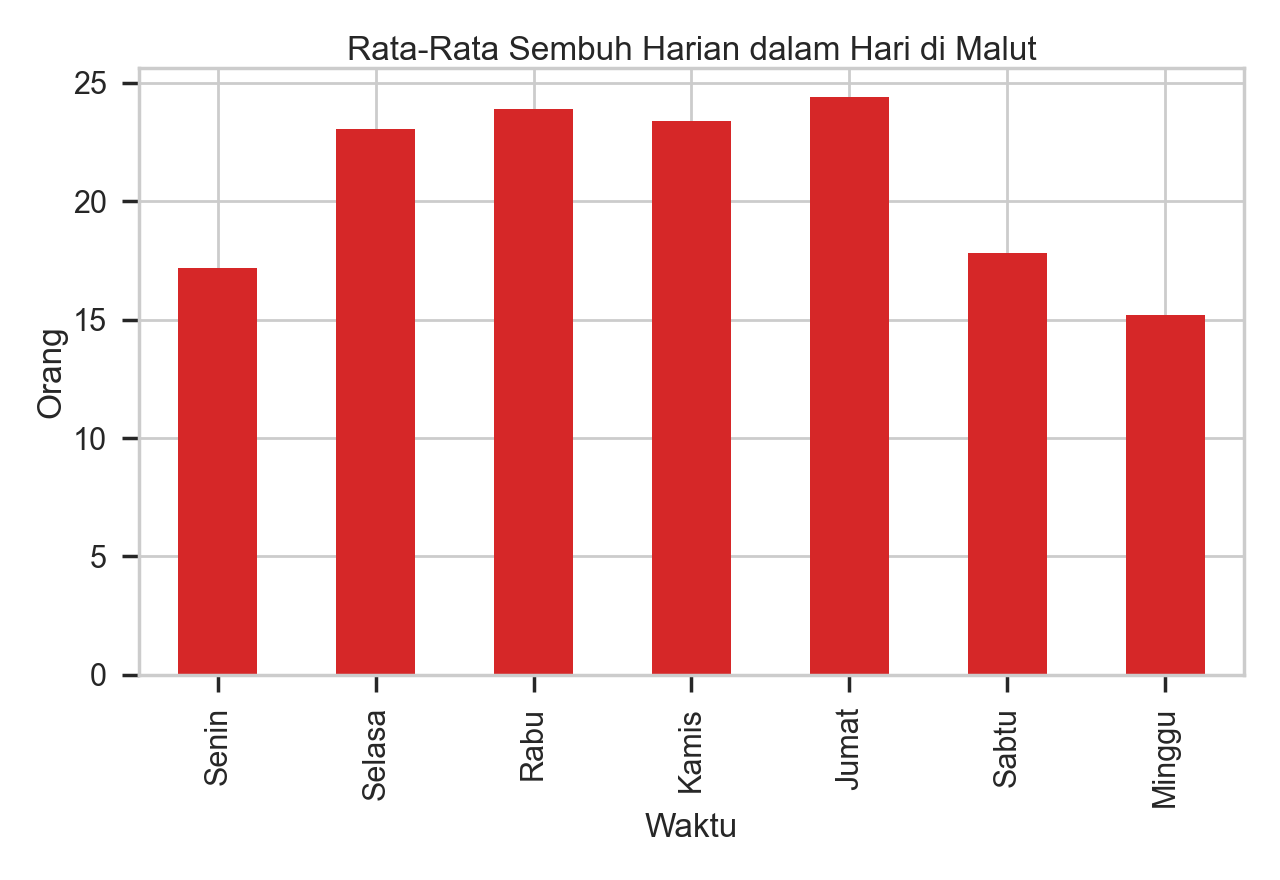 Rata-Rata Sembuh Harian dalam Hari di Malut
25
20
15
10
5
0
Orang
Senin
Selasa
Rabu
Kamis
Jumat
Sabtu
Minggu
Waktu